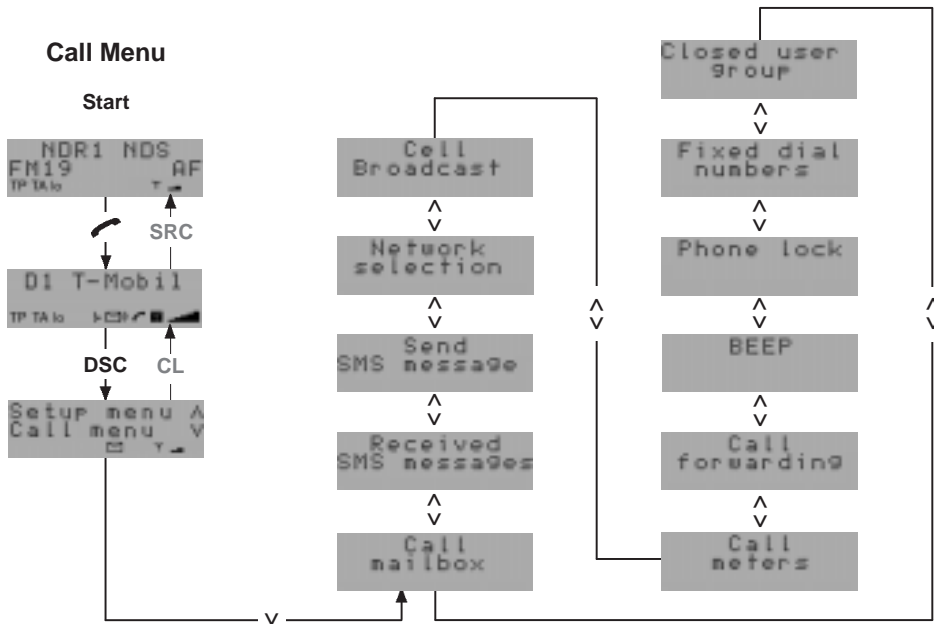 Call Menu
Start
NDR1 NDS
FM19 AF
TP TA lo
SRC
D1 T-Mobil
TP TA lo
DSC CL
Setup menu ∧
Call menu ∨
∨
Cell
Broadcast
∧
∨
Network
selection
∧
∨
Send
SMS message
∧
∨
Received
SMS messages
∧
∨
Call
mailbox
∧
∨
Closed user
group
∧
∨
Fixed dial
numbers
∧
∨
Phone lock
∧
∨
BEEP
∧
∨
Call
forwarding
∧
∨
Call
meters
∧
∨